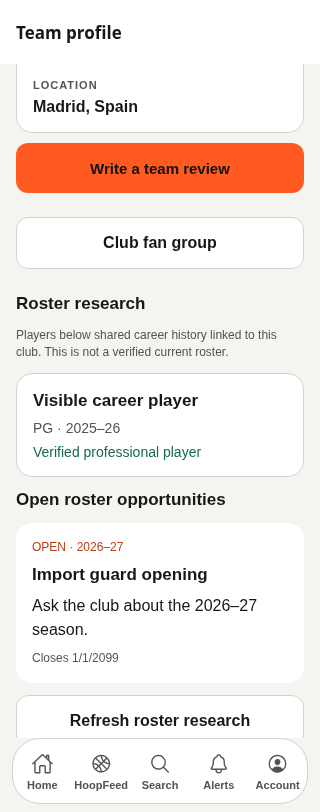 Team profile
LOCATION
Madrid, Spain
Write a team review
Club fan group
Roster research
Players below shared career history linked to this
club. This is not a verified current roster.
Visible career player
PG · 2025–26
Verified professional player
Open roster opportunities
OPEN · 2026–27
Import guard opening
Ask the club about the 2026–27
season.
Closes 1/1/2099
Refresh roster research
Home
HoopFeed
Search
Alerts
Account